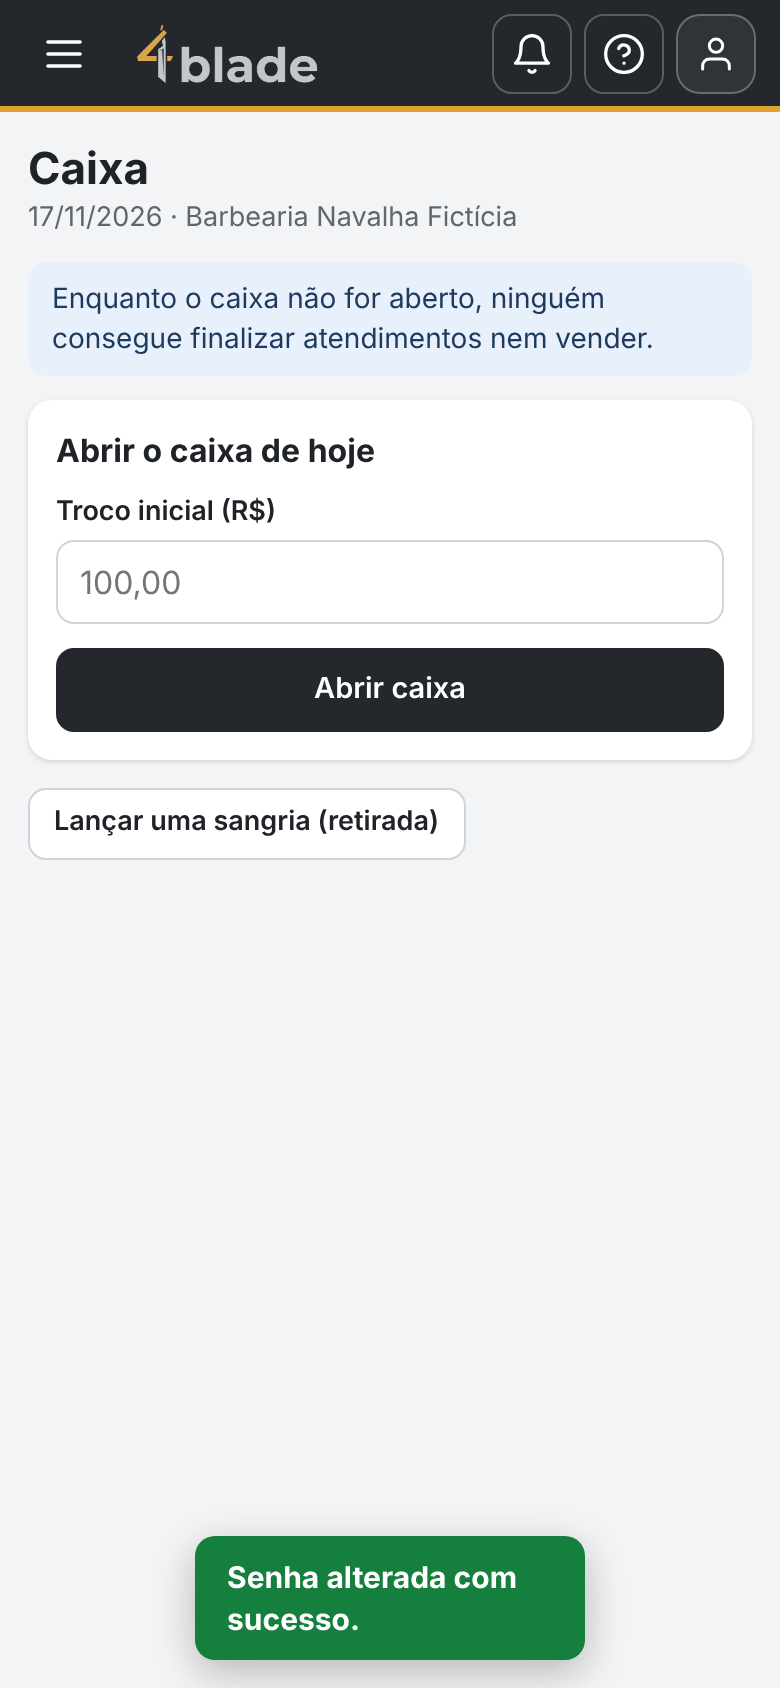 4blade
Caixa
17/11/2026 · Barbearia Navalha Fictícia
Enquanto o caixa não for aberto, ninguém
consegue finalizar atendimentos nem vender.
Abrir o caixa de hoje
Troco inicial (R$)
100,00
Abrir caixa
Lançar uma sangria (retirada)
Senha alterada com
sucesso.